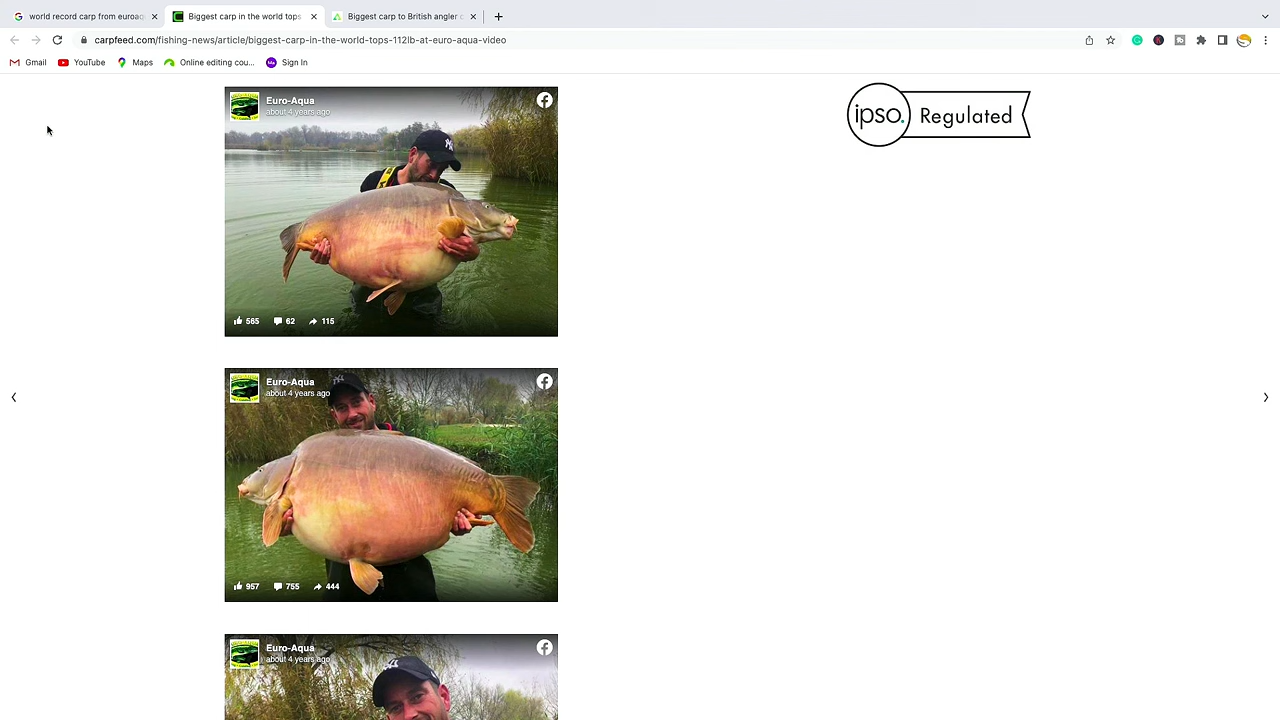 world record carp from euroaq
Biggest carp in the world tops
Biggest carp to British angler c
carpfeed.com/fishing-news/article/biggest-carp-in-the-world-tops-112lb-at-euro-aqua-video
Gmail
YouTube
Maps
Online editing cou...
Sign In
Euro-Aqua
about 4 years ago
565
62
115
ipso. Regulated
Euro-Aqua
about 4 years ago
957
755
444
Euro-Aqua
about 4 years ago